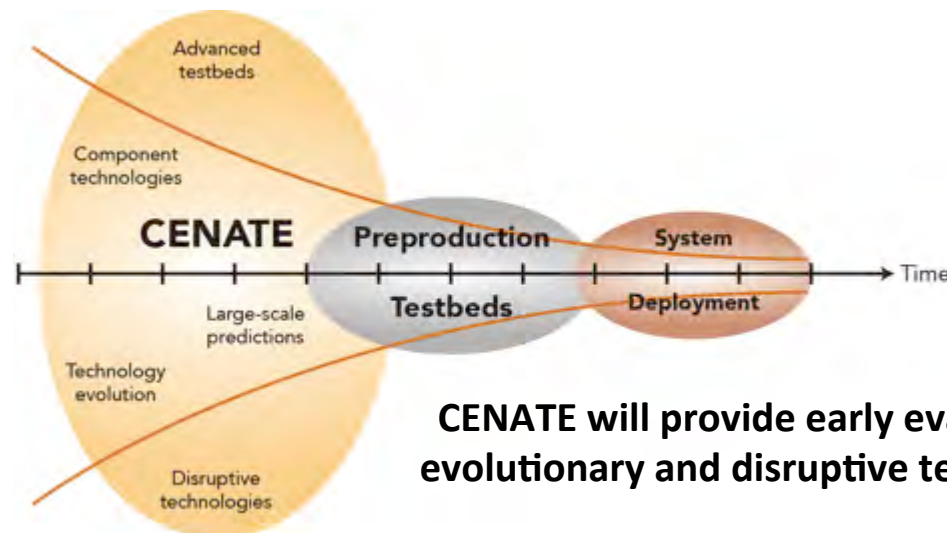 Advanced
testbeds
Component
technologies
CENATE
Preproduction
System
Time
Large-scale
predictions
Testbeds
Deployment
Technology
evolution
CENATE will provide early eva
evolutionary and disruptive te
Disruptive
technologies